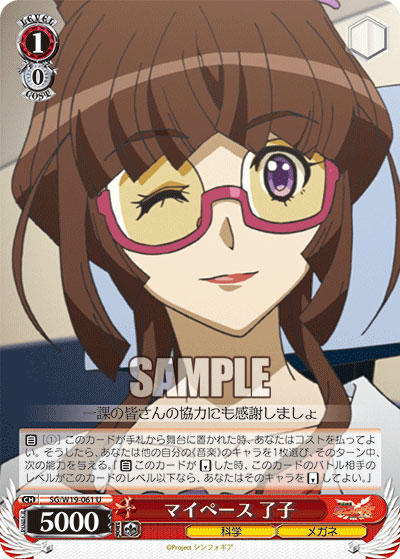 LEVEL
1
0
COST
SAMPLE
一課の皆さんの協力にも感謝しましょ
自 [①] このカードが手札から舞台に置かれた時、あなたはコストを払ってよ
い。そうしたら、あなたは他の自分の《音楽》のキャラを1枚選び、そのターン中、
次の能力を与える。『自 このカードが【】した時、このカードのバトル相手の
レベルがこのカードのレベル以下なら、あなたはそのキャラを【】してよい。』
CH SG/W19-061 U
5000
マイペース 了子
科学 メガネ
©Project シンフォギア